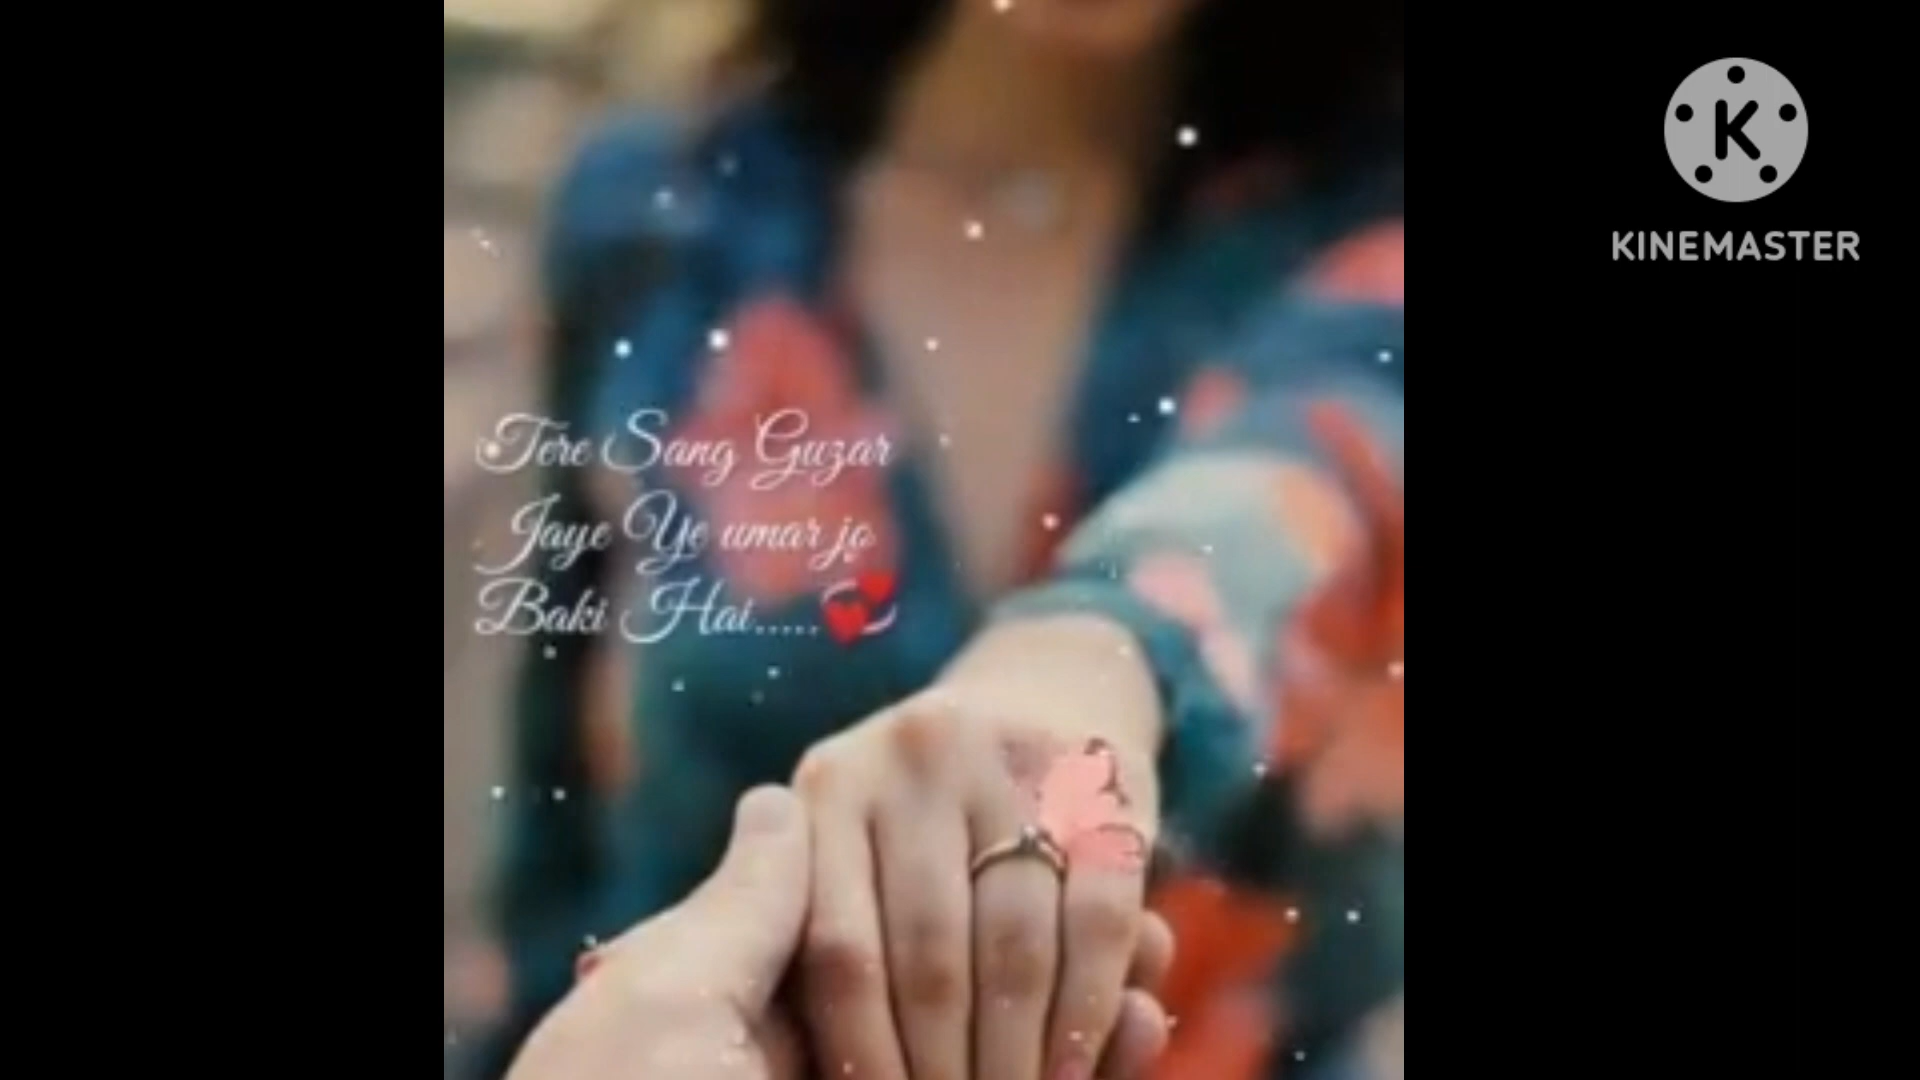 Tere Sang Guzar
Jaye Ye umar jo
Baki Hai.....💞
K
KINEMASTER